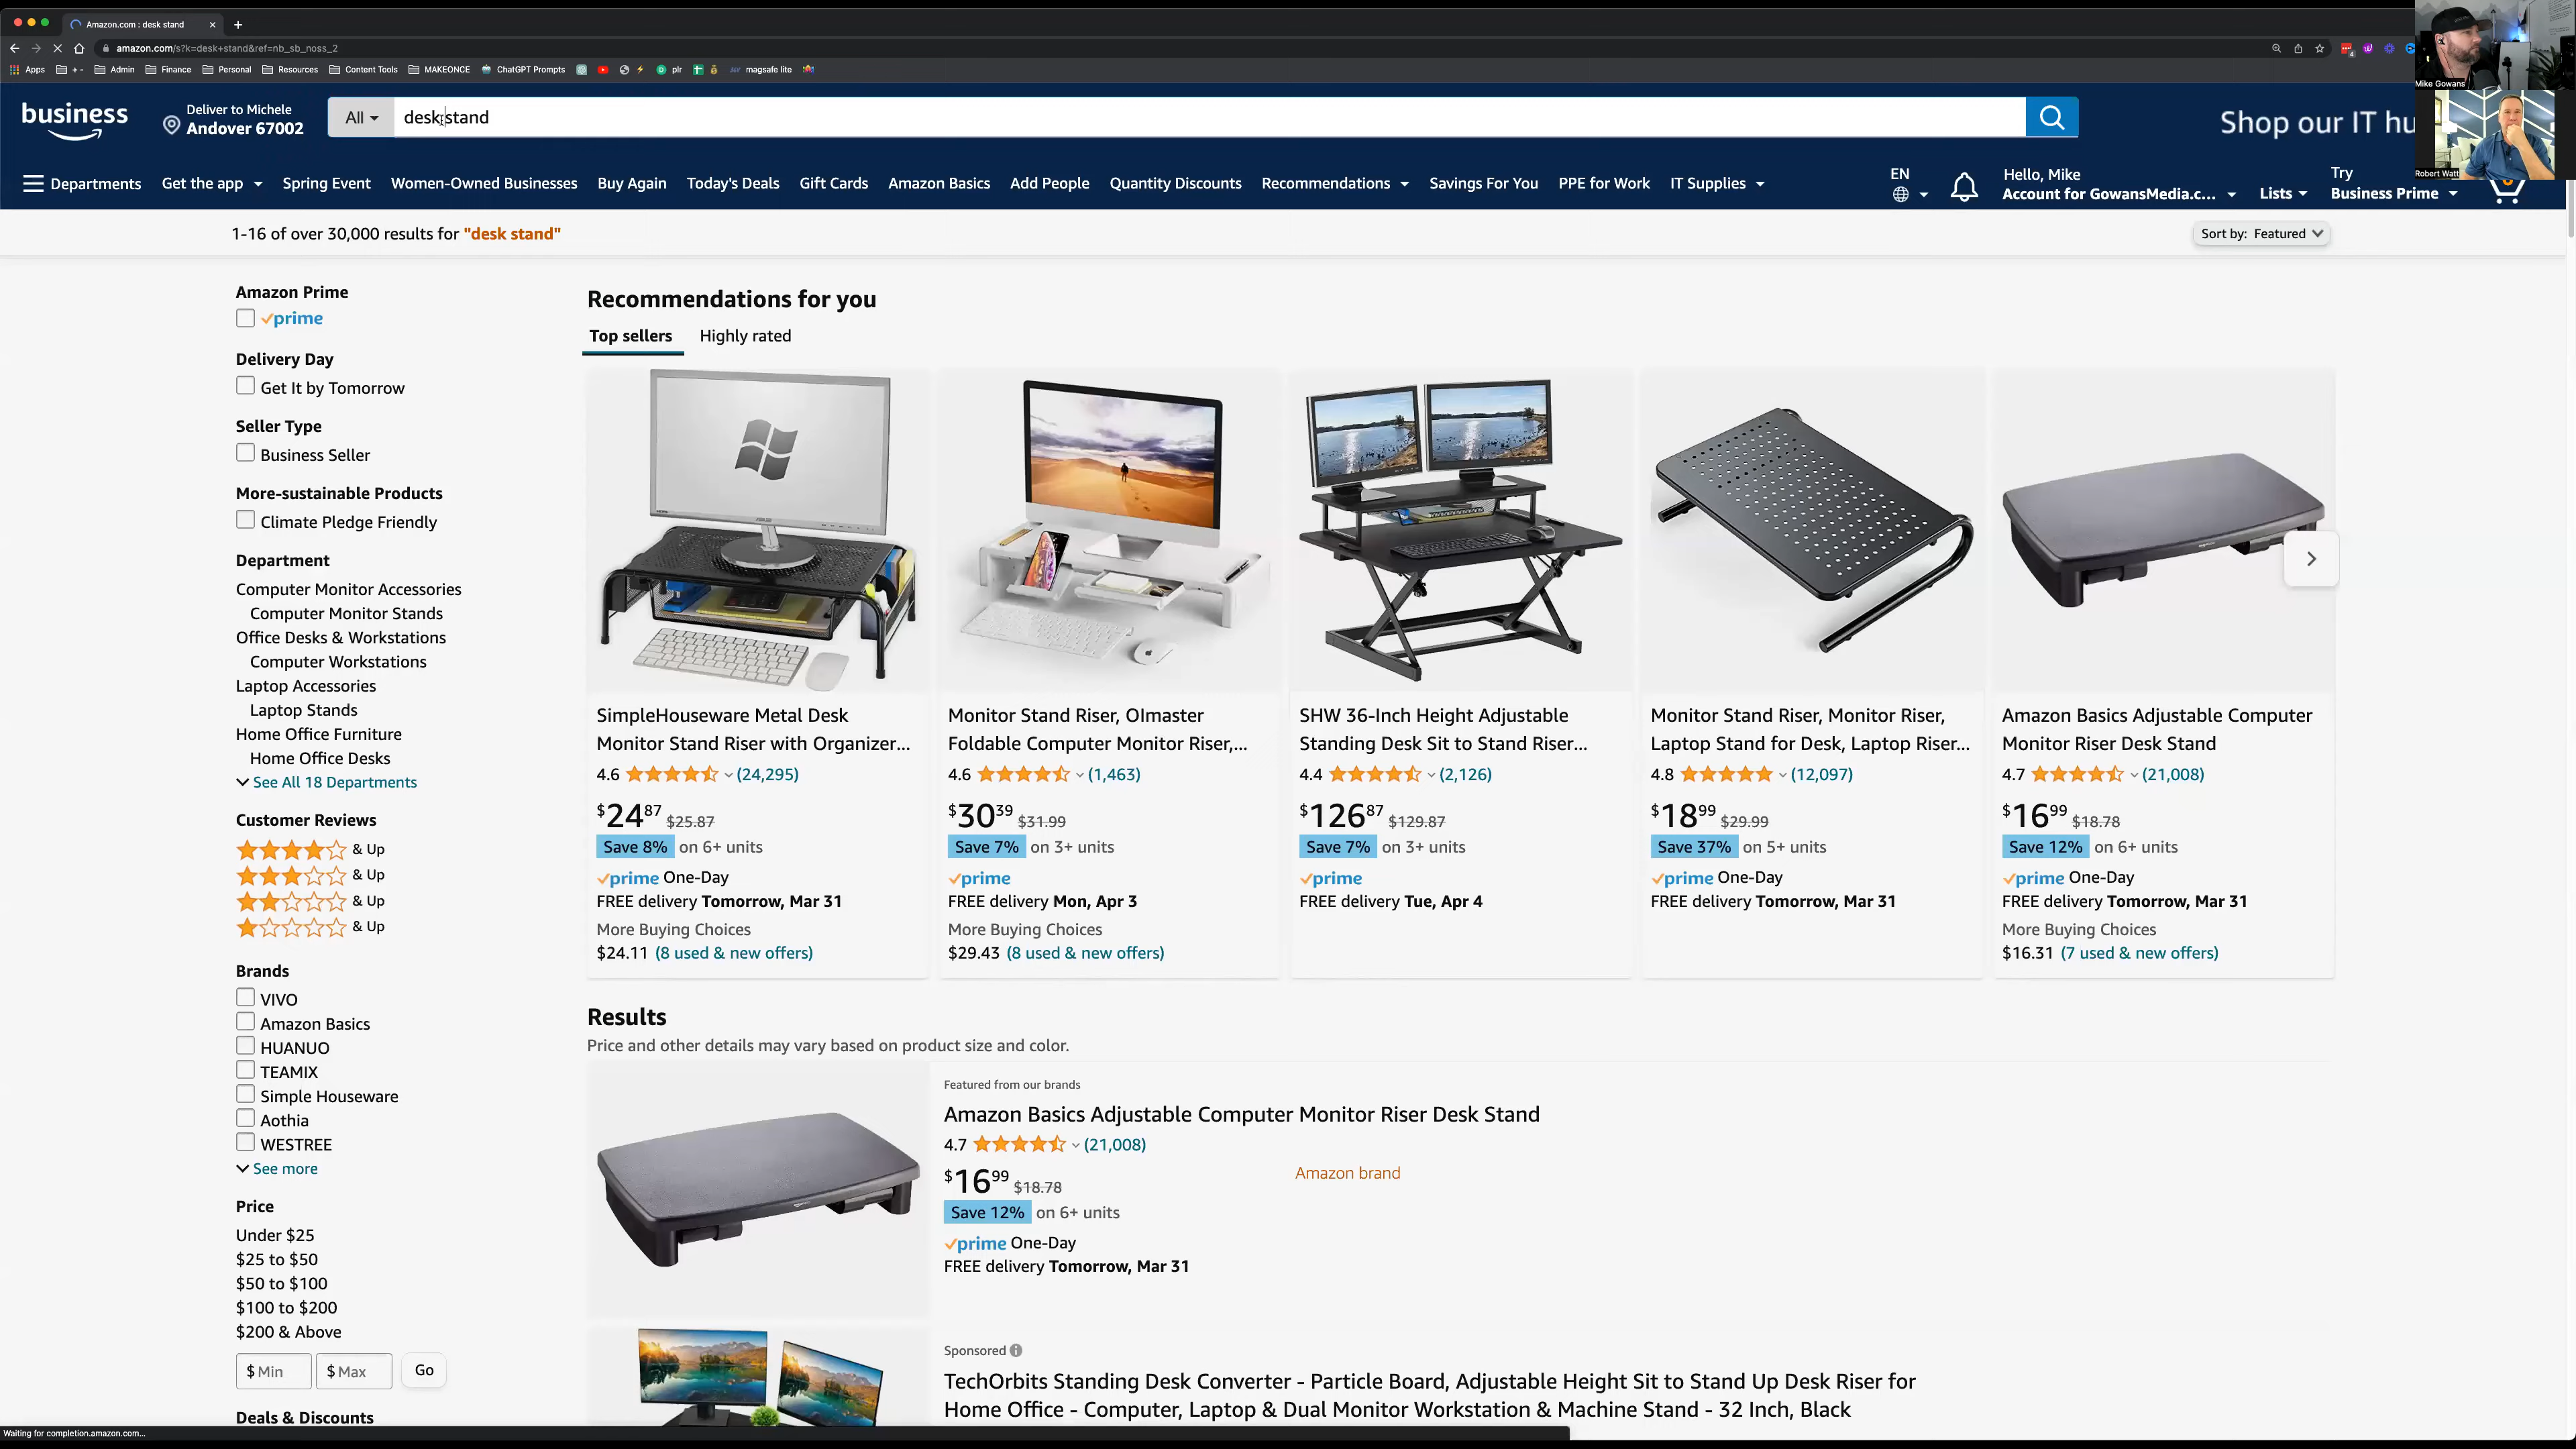 Amazon.com : desk stand
amazon.com/s?k=desk+stand&ref=nb_sb_noss_2
Apps
+ -
Admin
Finance
Personal
Resources
Content Tools
MAKEONCE
ChatGPT Prompts
plr
magsafe lite
Mike Gowans
Robert Watt
business
Deliver to Michele
Andover 67002
All
desk stand
Shop our IT hu
Departments
Get the app
Spring Event
Women-Owned Businesses
Buy Again
Today's Deals
Gift Cards
Amazon Basics
Add People
Quantity Discounts
Recommendations
Savings For You
PPE for Work
IT Supplies
EN
Hello, Mike
Account for GowansMedia.c...
Lists
Try
Business Prime
1-16 of over 30,000 results for "desk stand"
Sort by: Featured
Amazon Prime
prime
Delivery Day
Get It by Tomorrow
Seller Type
Business Seller
More-sustainable Products
Climate Pledge Friendly
Department
Computer Monitor Accessories
Computer Monitor Stands
Office Desks & Workstations
Computer Workstations
Laptop Accessories
Laptop Stands
Home Office Furniture
Home Office Desks
See All 18 Departments
Customer Reviews
& Up
& Up
& Up
& Up
Brands
VIVO
Amazon Basics
HUANUO
TEAMIX
Simple Houseware
Aothia
WESTREE
See more
Price
Under $25
$25 to $50
$50 to $100
$100 to $200
$200 & Above
$ Min
$ Max
Go
Deals & Discounts
Recommendations for you
Top sellers
Highly rated
SimpleHouseware Metal Desk
Monitor Stand Riser with Organizer...
4.6 (24,295)
$24 87 $25.87
Save 8% on 6+ units
prime One-Day
FREE delivery Tomorrow, Mar 31
More Buying Choices
$24.11 (8 used & new offers)
Monitor Stand Riser, OImaster
Foldable Computer Monitor Riser,...
4.6 (1,463)
$30 39 $31.99
Save 7% on 3+ units
prime
FREE delivery Mon, Apr 3
More Buying Choices
$29.43 (8 used & new offers)
SHW 36-Inch Height Adjustable
Standing Desk Sit to Stand Riser...
4.4 (2,126)
$126 87 $129.87
Save 7% on 3+ units
prime
FREE delivery Tue, Apr 4
Monitor Stand Riser, Monitor Riser,
Laptop Stand for Desk, Laptop Riser...
4.8 (12,097)
$18 99 $29.99
Save 37% on 5+ units
prime One-Day
FREE delivery Tomorrow, Mar 31
Amazon Basics Adjustable Computer
Monitor Riser Desk Stand
4.7 (21,008)
$16 99 $18.78
Save 12% on 6+ units
prime One-Day
FREE delivery Tomorrow, Mar 31
More Buying Choices
$16.31 (7 used & new offers)
Results
Price and other details may vary based on product size and color.
Featured from our brands
Amazon Basics Adjustable Computer Monitor Riser Desk Stand
4.7 (21,008)
$16 99 $18.78
Amazon brand
Save 12% on 6+ units
prime One-Day
FREE delivery Tomorrow, Mar 31
Sponsored
TechOrbits Standing Desk Converter - Particle Board, Adjustable Height Sit to Stand Up Desk Riser for
Home Office - Computer, Laptop & Dual Monitor Workstation & Machine Stand - 32 Inch, Black
Waiting for completion.amazon.com...